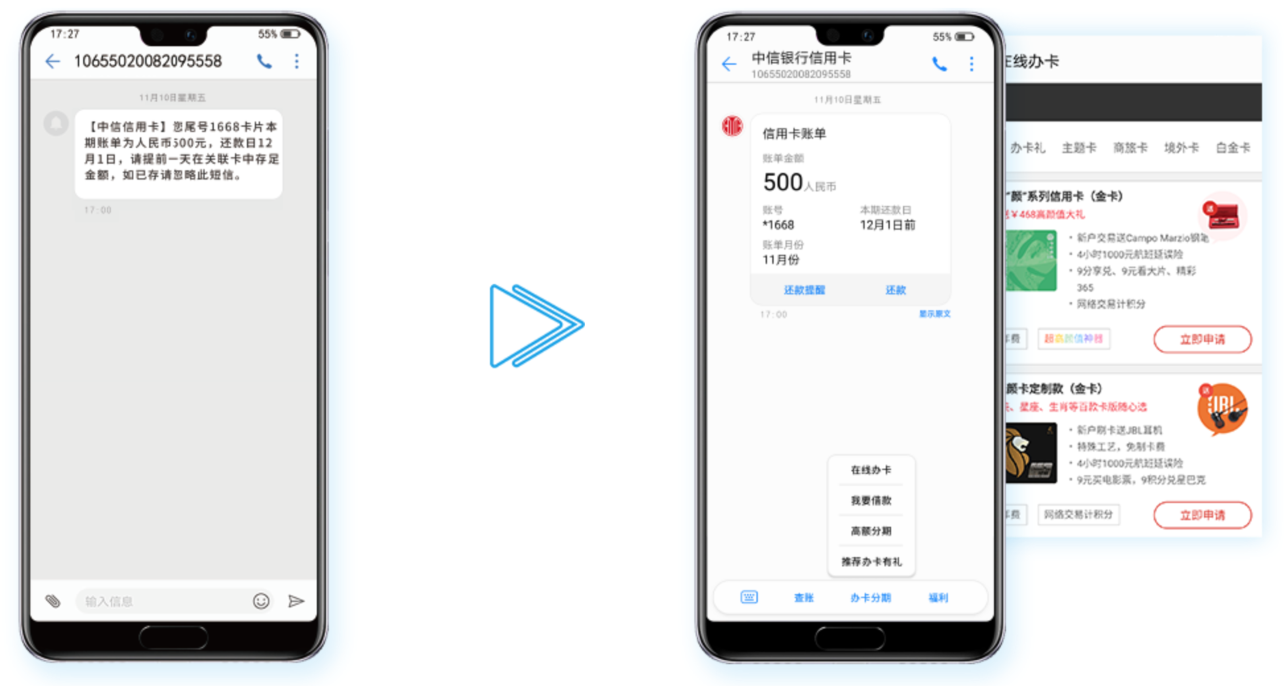 17:27
55%
10655020082095558
11月10日星期五
【中信信用卡】您尾号1668卡片本
期账单为人民币500元，还款日12
月1日，请提前一天在关联卡中存足
金额，如已存请忽略此短信。
17:00
输入信息
17:27
55%
中信银行信用卡
10655020082095558
11月10日星期五
信用卡账单
账单金额
500人民币
账号
本期还款日
*1668
12月1日前
账单月份
11月份
还款提醒
还款
17:00
显示原文
在线办卡
我要借款
高额分期
推荐办卡有礼
查账
办卡分期
福利
在线办卡
办卡礼
主题卡
商旅卡
境外卡
白金卡
“颜”系列信用卡（金卡）
￥468高颜值大礼
送
• 新户交易送Campo Marzio钢笔
• 4小时1000元航班延误险
• 9分享兑、9元看大片、精彩
365
• 网络交易计积分
费
超高颜值神器
立即申请
颜卡定制款（金卡）
、星座、生肖等百款卡版随心选
送
JBL
• 新户刷卡送JBL耳机
• 特殊工艺，免制卡费
• 4小时1000元航班延误险
• 9元买电影票，9积分兑星巴克
费
网络交易计积分
立即申请